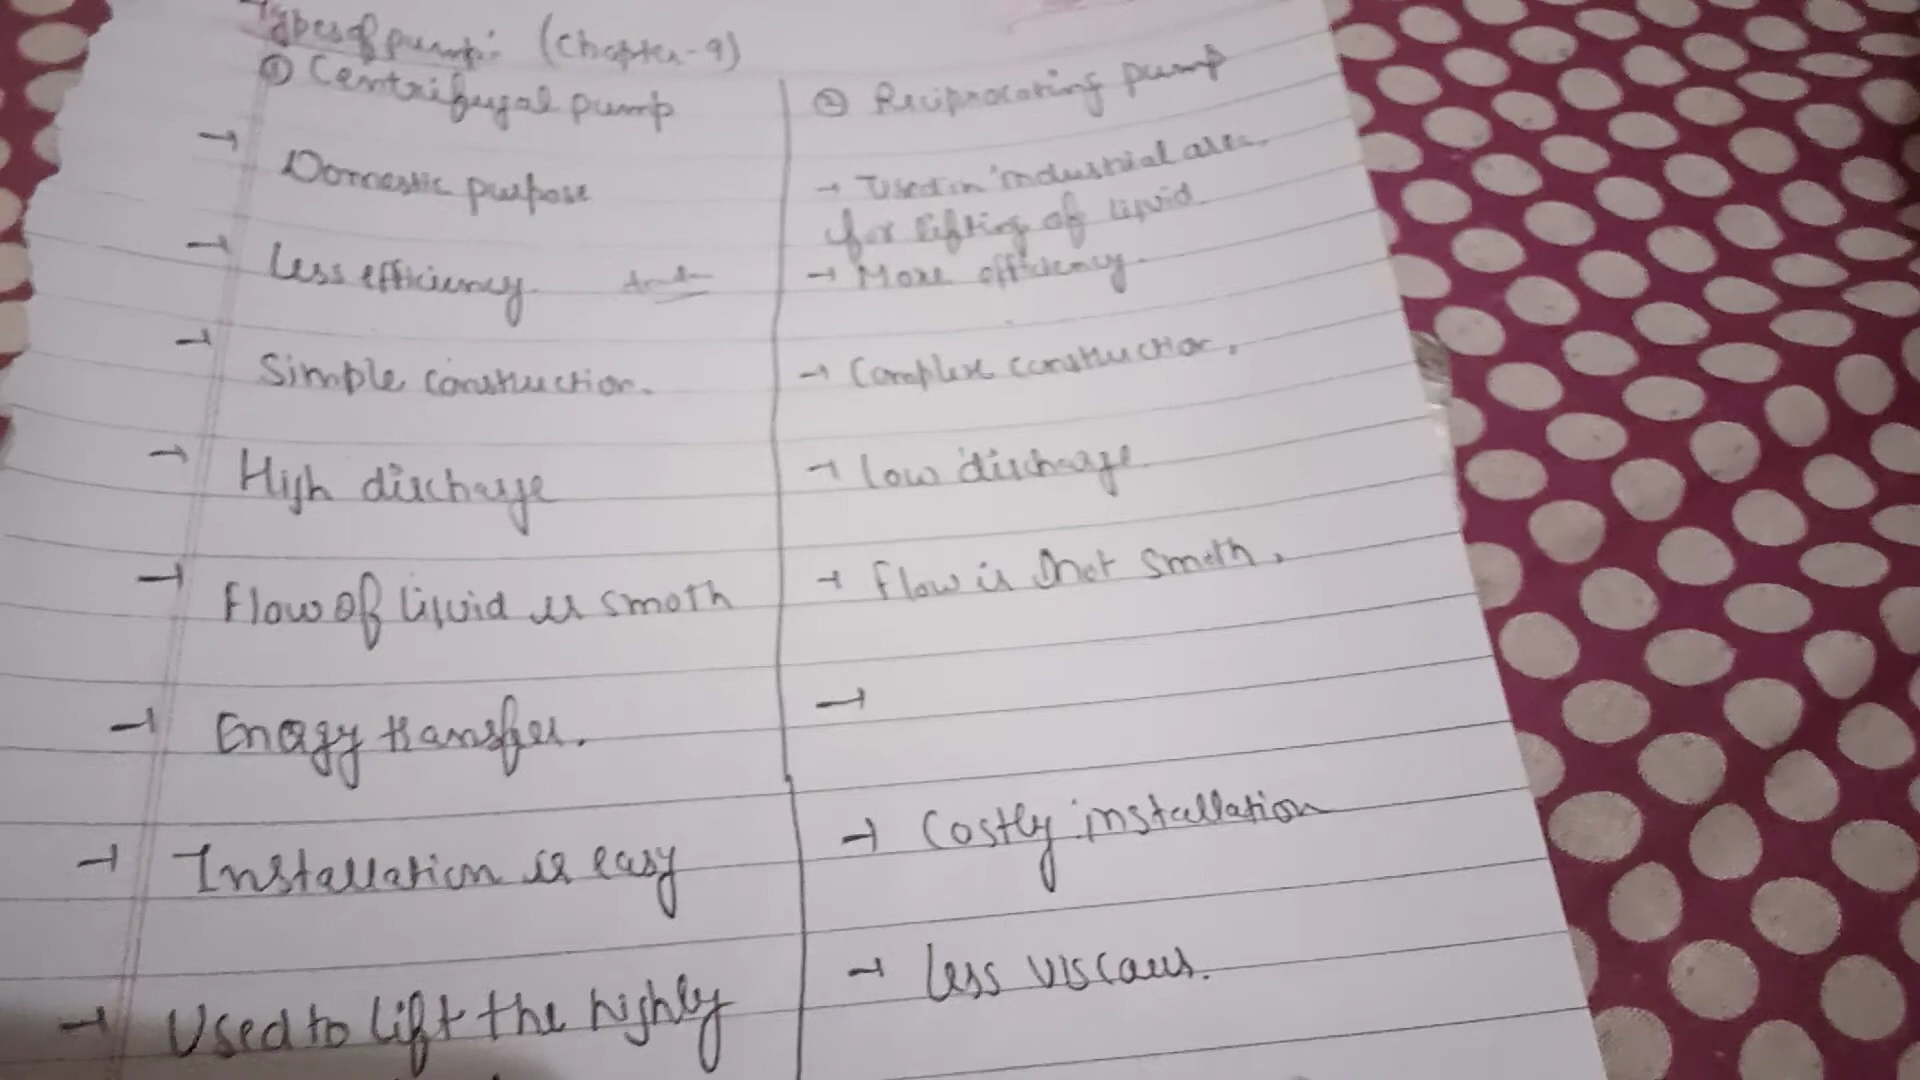 Types of pump:- (Chapter-9)
① Centrifugal pump
→ Domestic purpose
→ Less efficiency
→ Simple construction.
→ High discharge
→ Flow of liquid is smoth
→ Energy transfer.
→ Installation is easy
→ Used to lift the highly
② Reciprocating pump
→ Used in industrial area.
for lifting of liquid.
→ More efficiency.
→ Complex construction.
→ low discharge.
→ Flow is not smoth.
→
→ Costly installation
→ less viscous.